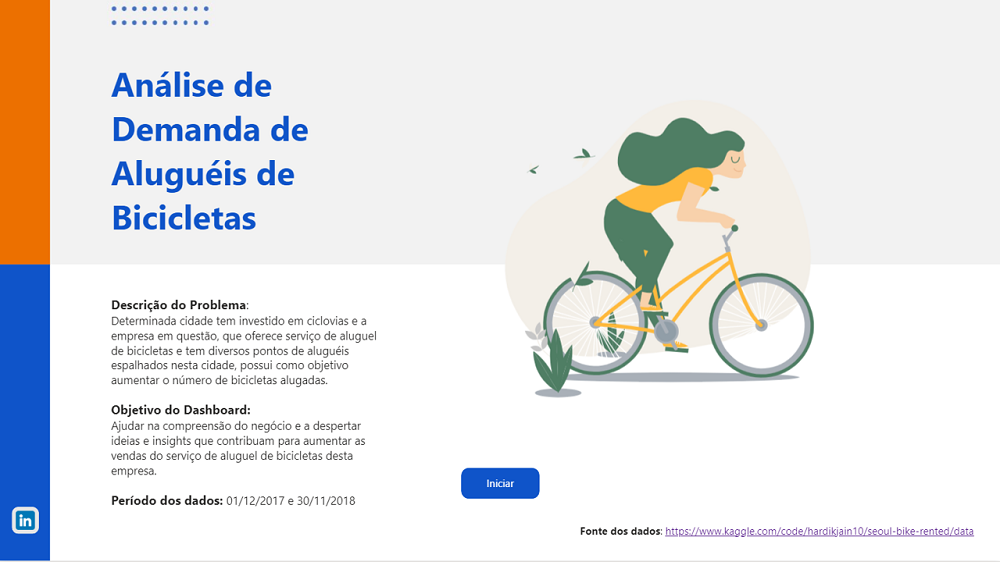 Análise de
Demanda de
Aluguéis de
Bicicletas
Descrição do Problema:
Determinada cidade tem investido em ciclovias e a
empresa em questão, que oferece serviço de aluguel
de bicicletas e tem diversos pontos de aluguéis
espalhados nesta cidade, possui como objetivo
aumentar o número de bicicletas alugadas.
Objetivo do Dashboard:
Ajudar na compreensão do negócio e a despertar
ideias e insights que contribuam para aumentar as
vendas do serviço de aluguel de bicicletas desta
empresa.
Período dos dados: 01/12/2017 e 30/11/2018
Iniciar
in
Fonte dos dados: https://www.kaggle.com/code/hardikjain10/seoul-bike-rented/data